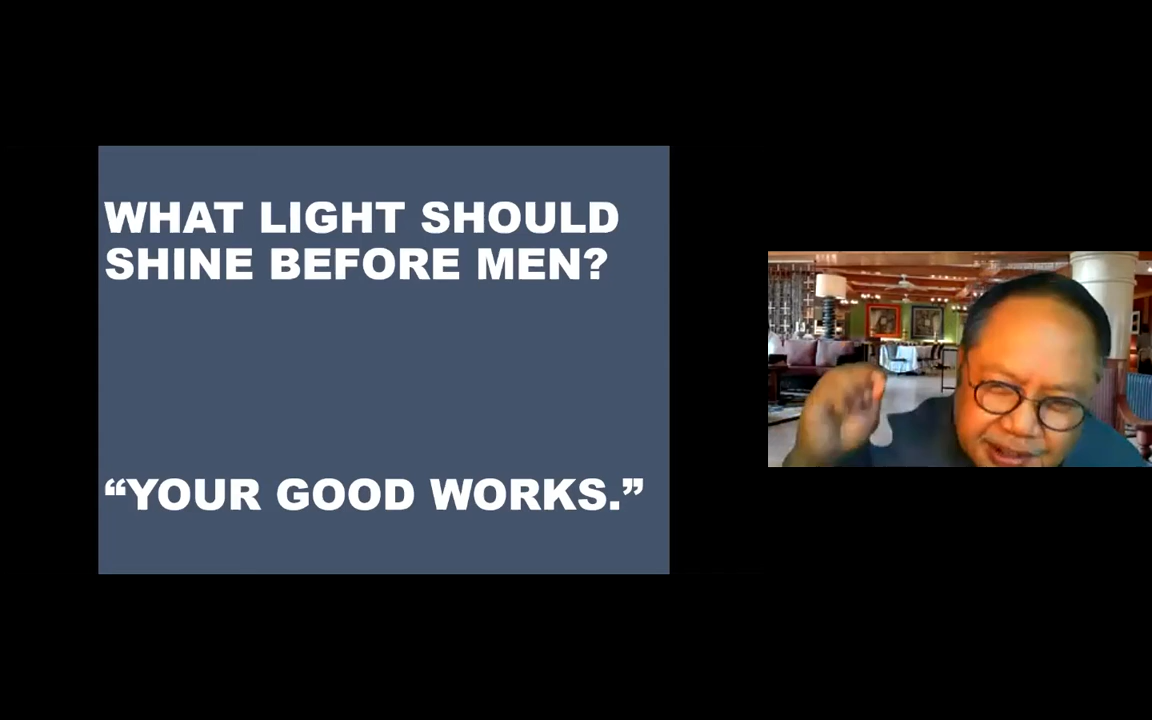 WHAT LIGHT SHOULD
SHINE BEFORE MEN?
“YOUR GOOD WORKS.”